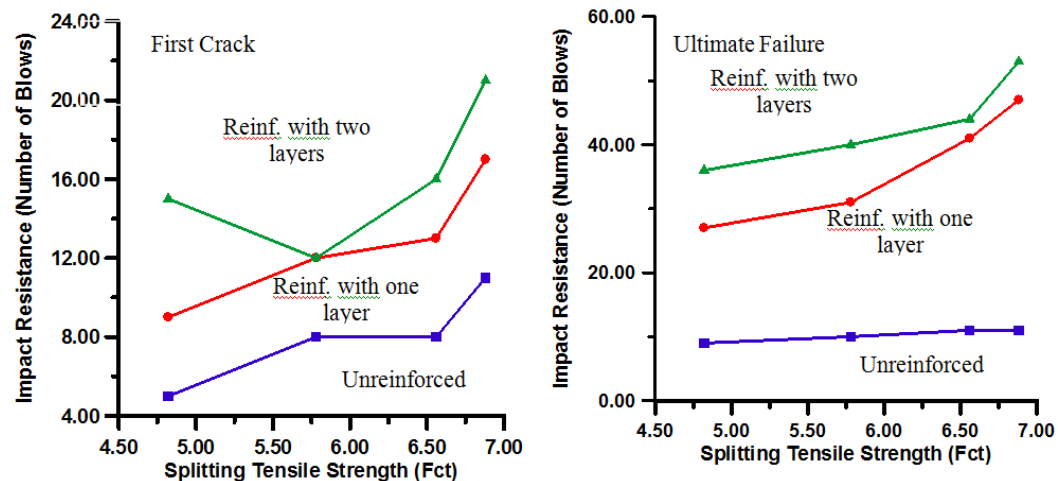 Impact Resistance (Number of Blows)
24.00
20.00
16.00
12.00
8.00
4.00
First Crack
Reinf. with two
layers
Reinf. with one
layer
Unreinforced
4.50 5.00 5.50 6.00 6.50 7.00
Splitting Tensile Strength (Fct)
Impact Resistance (Number of Blows)
60.00
40.00
20.00
0.00
Ultimate Failure
Reinf. with two
layers
Reinf. with one
layer
Unreinforced
4.50 5.00 5.50 6.00 6.50 7.00
Splitting Tensile Strength (Fct)